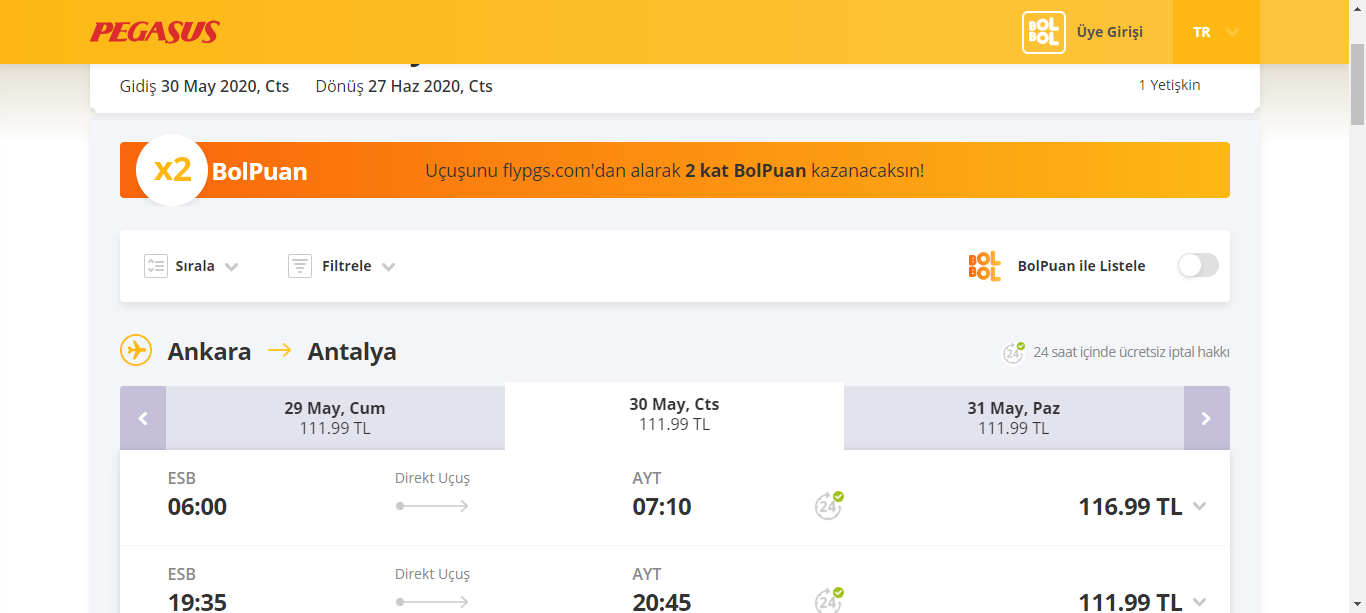 PEGASUS
BOL BOL
Üye Girişi
TR
Gidiş 30 May 2020, Cts
Dönüş 27 Haz 2020, Cts
1 Yetişkin
x2
BolPuan
Uçuşunu flypgs.com'dan alarak 2 kat BolPuan kazanacaksın!
Sırala
Filtrele
BOL BOL
BolPuan ile Listele
Ankara → Antalya
24
24 saat içinde ücretsiz iptal hakkı
29 May, Cum
111.99 TL
30 May, Cts
111.99 TL
31 May, Paz
111.99 TL
ESB
Direkt Uçuş
AYT
06:00
07:10
24
116.99 TL
ESB
Direkt Uçuş
AYT
19:35
20:45
24
111.99 TL